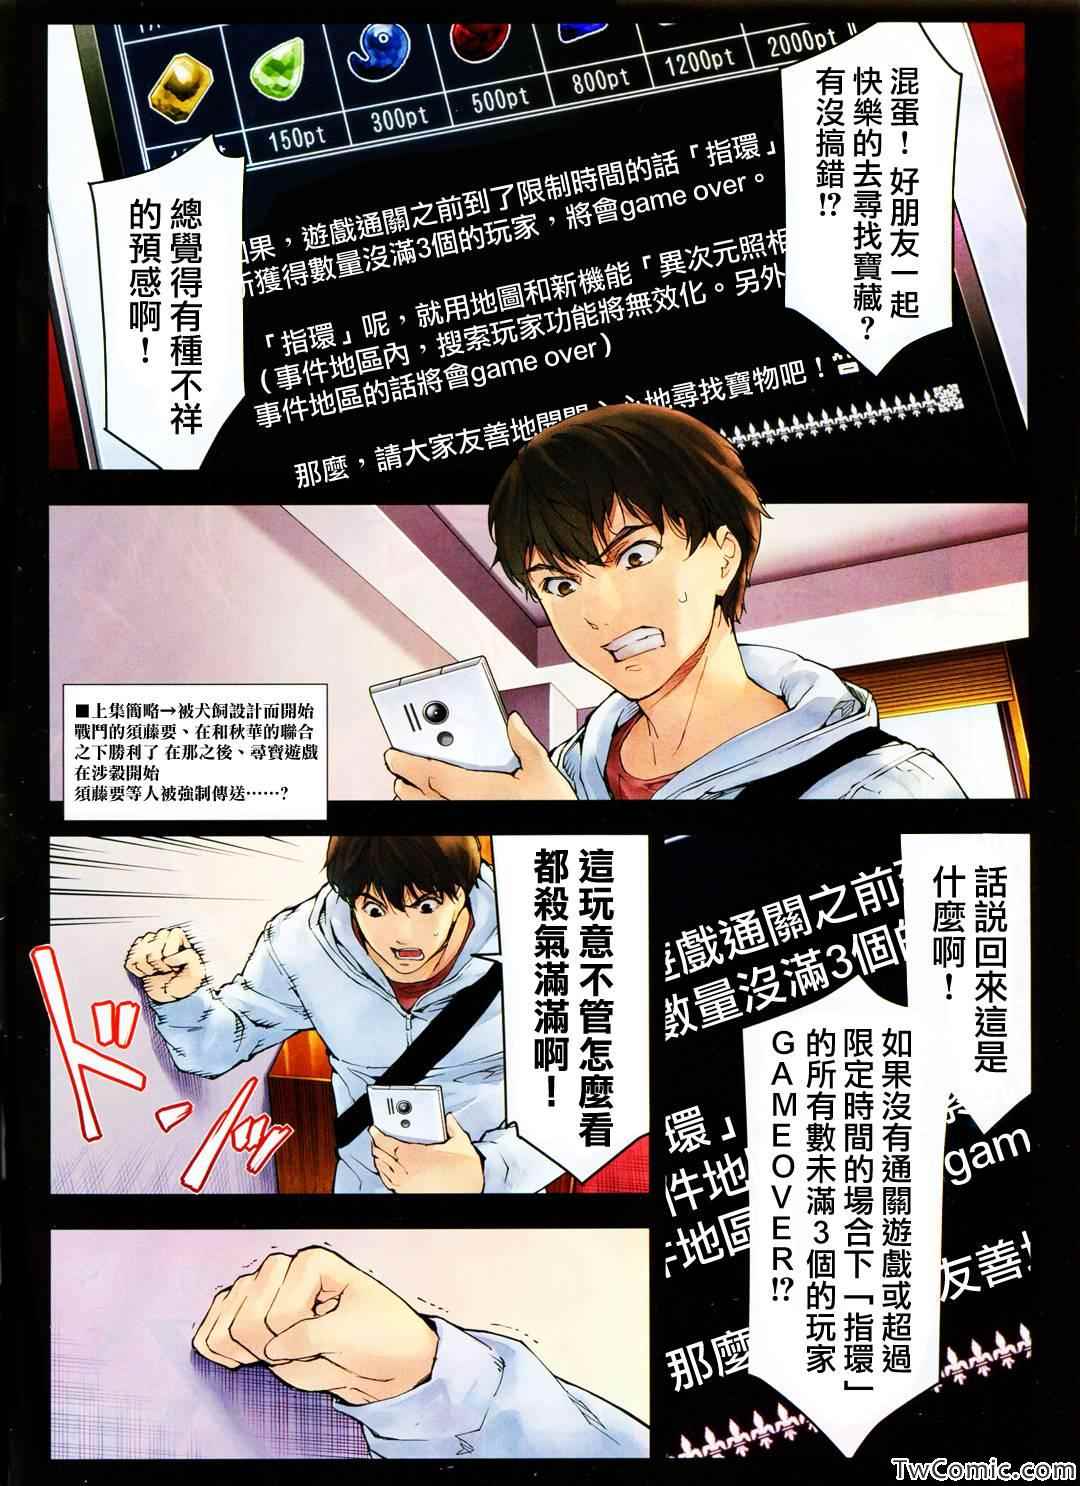 混蛋！好朋友一起
快樂的去尋找寶藏？
有沒搞錯!?
150pt
300pt
500pt
800pt
1200pt
2000pt
如果，遊戲通關之前到了限制時間的話「指環」
所獲得數量沒滿3個的玩家，將會game over。
「指環」呢，就用地圖和新機能「異次元照相
（事件地區內，搜索玩家功能將無效化。另外
事件地區的話將會game over）
那麼，請大家友善地開開心心地尋找寶物吧！
總覺得有種不祥
的預感啊！
■上集簡略→被犬飼設計而開始
戰鬥的須藤要、在和秋華的聯合
之下勝利了 在那之後、尋寶遊戲
在涉穀開始
須藤要等人被強制傳送……？
話說回來這是
什麼啊！
遊戲通關之前到
數量沒滿3個的
環」
件地
gam
地區
友善地
那麼
如果沒有通關遊戲或超過
限定時間的場合下「指環」
的所有數未滿3個的玩家
GAMEOVER!?
這玩意不管怎麼看
都殺氣滿滿啊！
ドンッ
TwComic.com